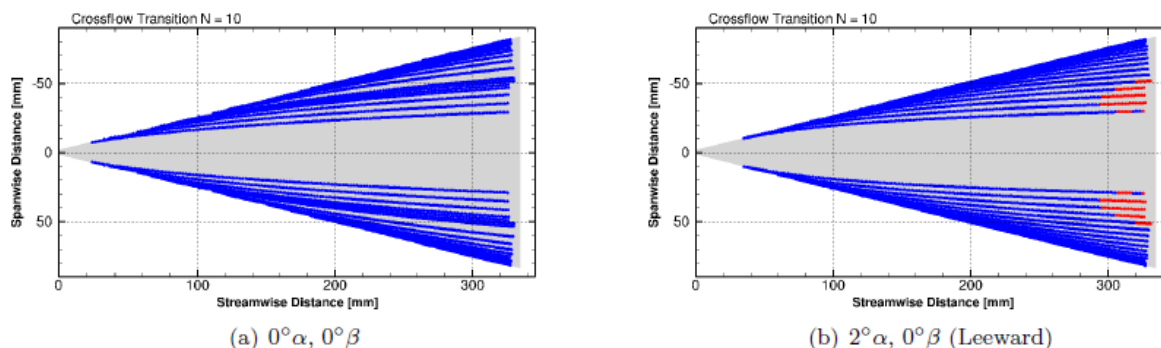 Crossflow Transition N = 10
-50
0
50
Spanwise Distance [mm]
0 100 200 300
Streamwise Distance [mm]
(a) 0°α, 0°β
Crossflow Transition N = 10
-50
0
50
Spanwise Distance [mm]
0 100 200 300
Streamwise Distance [mm]
(b) 2°α, 0°β (Leeward)